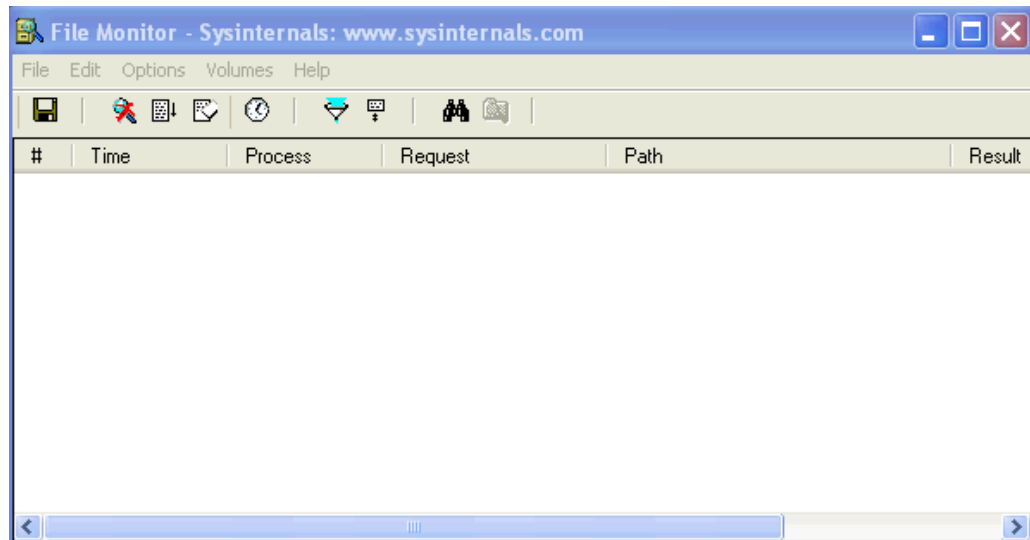 File Monitor - Sysinternals: www.sysinternals.com
File Edit Options Volumes Help
# Time Process Request Path Result